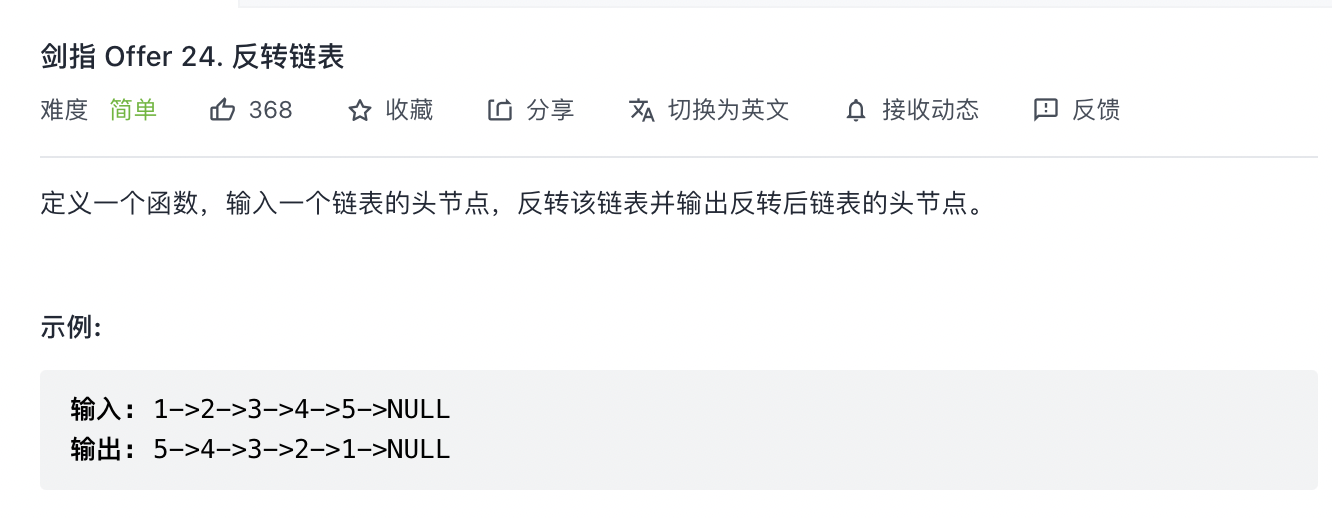 剑指 Offer 24. 反转链表
难度 简单 368 收藏 分享 切换为英文 接收动态 反馈
定义一个函数，输入一个链表的头节点，反转该链表并输出反转后链表的头节点。
示例:
输入: 1->2->3->4->5->NULL
输出: 5->4->3->2->1->NULL